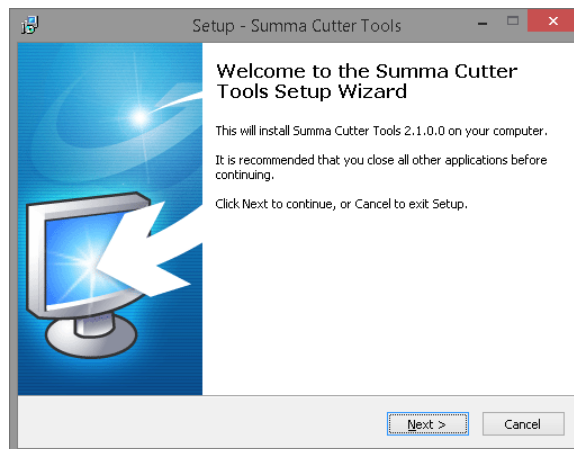 Setup - Summa Cutter Tools
Welcome to the Summa Cutter
Tools Setup Wizard
This will install Summa Cutter Tools 2.1.0.0 on your computer.
It is recommended that you close all other applications before
continuing.
Click Next to continue, or Cancel to exit Setup.
Next >
Cancel